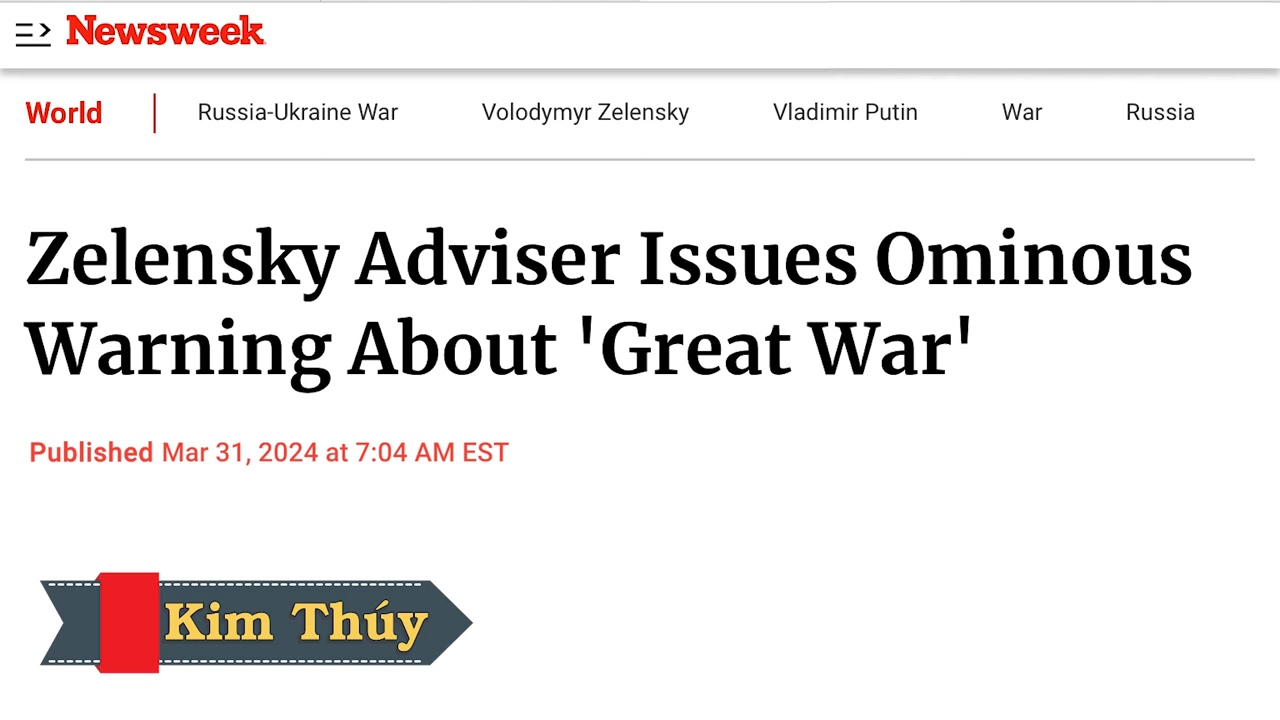 Newsweek
World Russia-Ukraine War Volodymyr Zelensky Vladimir Putin War Russia
Zelensky Adviser Issues Ominous
Warning About 'Great War'
Published Mar 31, 2024 at 7:04 AM EST
Kim Thúy